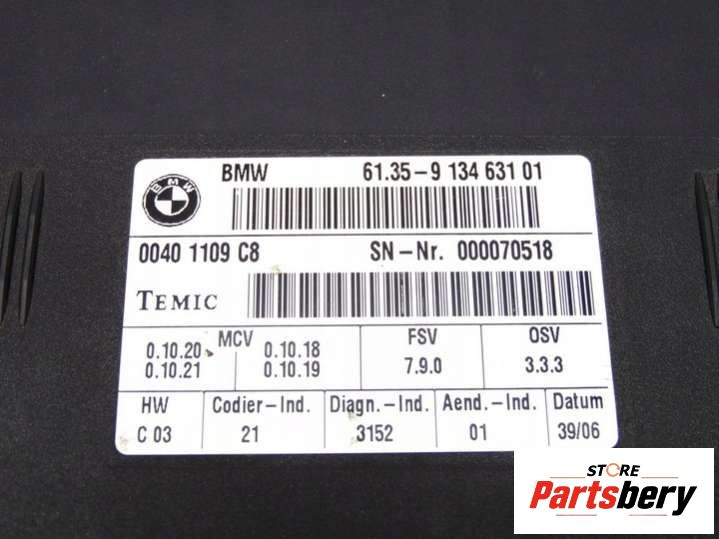 BMW
BMW 61.35-9 134 631 01
0040 1109 C8 SN-Nr. 000070518
TEMIC
MCV FSV OSV
0.10.20 0.10.18 7.9.0 3.3.3
0.10.21 0.10.19
HW Codier-Ind. Diagn.-Ind. Aend.-Ind. Datum
C 03 21 3152 01 39/06
STORE
Partsbery